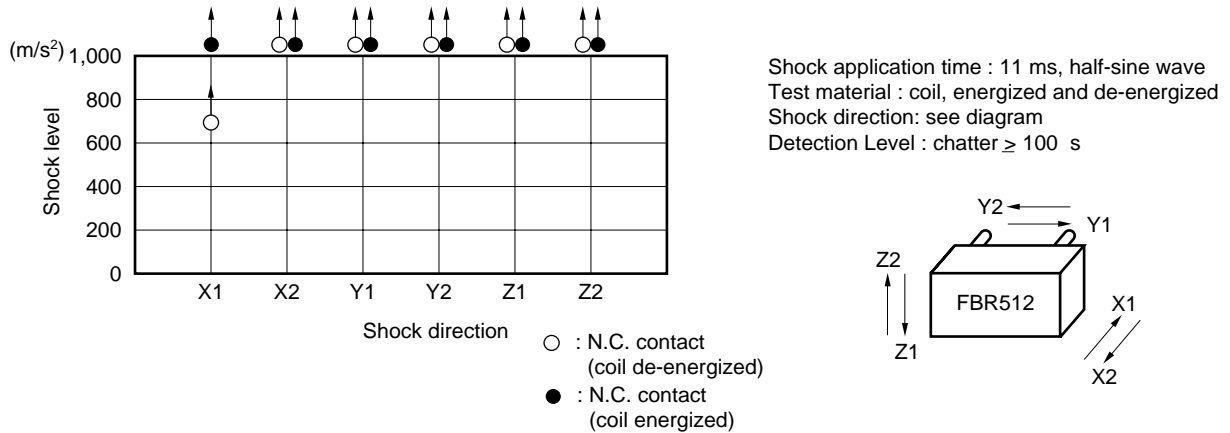 (m/s2)
1,000
800
600
400
200
0
Shock level
X1 X2 Y1 Y2 Z1 Z2
Shock direction
○ : N.C. contact
(coil de-energized)
● : N.C. contact
(coil energized)
Shock application time : 11 ms, half-sine wave
Test material : coil, energized and de-energized
Shock direction: see diagram
Detection Level : chatter ≥ 100 s
Y2
Y1
Z2
FBR512
X1
Z1
X2